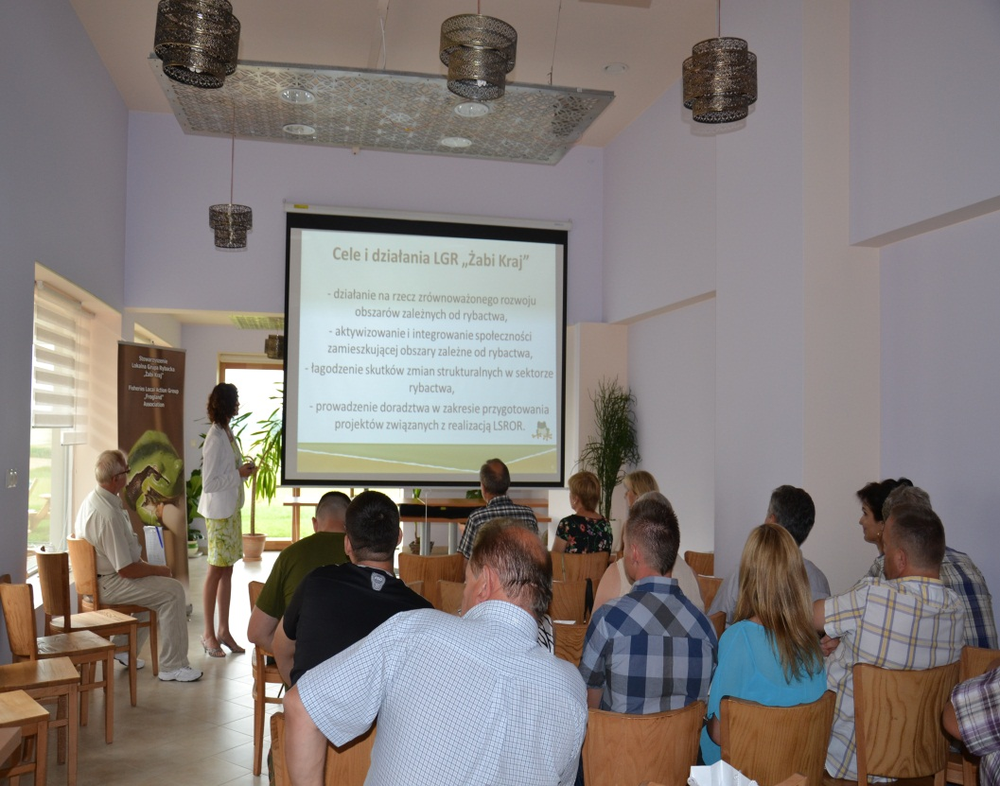 Cele i działania LGR „Żabi Kraj”
- działanie na rzecz zrównoważonego rozwoju
obszarów zależnych od rybactwa,
- aktywizowanie i integrowanie społeczności
zamieszkującej obszary zależne od rybactwa,
- łagodzenie skutków zmian strukturalnych w sektorze
rybactwa,
- prowadzenie doradztwa w zakresie przygotowania
projektów związanych z realizacją LSROR.
Stowarzyszenie
Lokalna Grupa Rybacka
„Żabi Kraj”
Fisheries Local Action Group
"Frogland"
Association